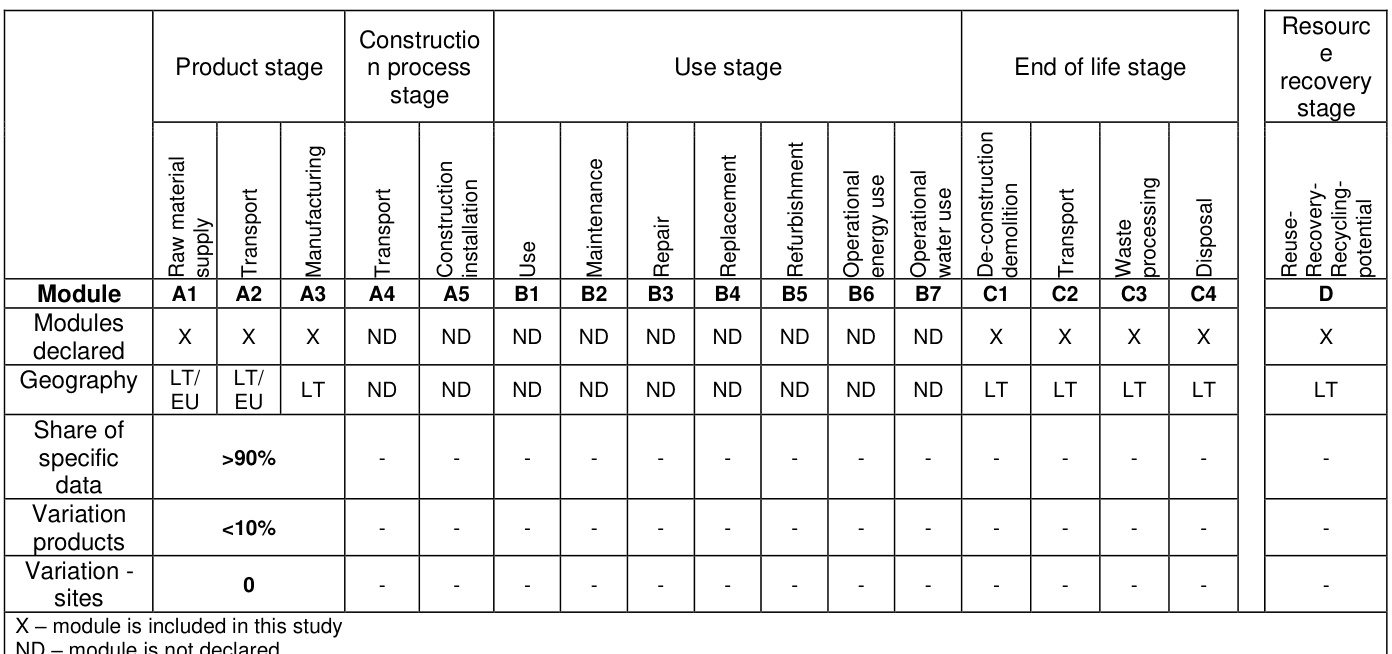 Product stage
Constructio
n process
stage
Use stage
End of life stage
Resourc
e
recovery
stage
Raw material
supply
Transport
Manufacturing
Transport
Construction
installation
Use
Maintenance
Repair
Replacement
Refurbishment
Operational
energy use
Operational
water use
De-construction
demolition
Transport
Waste
processing
Disposal
Reuse-
Recovery-
Recycling-
potential
Module A1 A2 A3 A4 A5 B1 B2 B3 B4 B5 B6 B7 C1 C2 C3 C4 D
Modules
declared
X X X ND ND ND ND ND ND ND ND ND X X X X X
Geography
LT/
EU
LT/
EU
LT ND ND ND ND ND ND ND ND ND LT LT LT LT LT
Share of
specific
data
>90% - - - - - - - - - - - - - -
Variation
products
<10% - - - - - - - - - - - - - -
Variation -
sites
0 - - - - - - - - - - - - - -
X – module is included in this study
ND – module is not declared